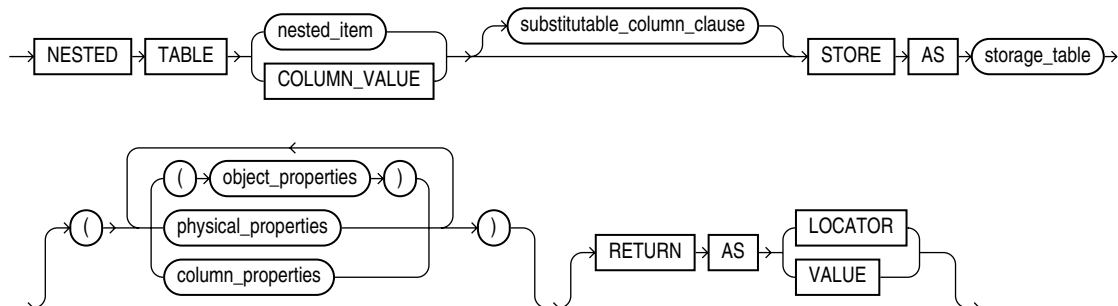 NESTED TABLE nested_item substitutable_column_clause STORE AS storage_table
COLUMN_VALUE
( ( object_properties ) ) RETURN AS LOCATOR
physical_properties VALUE
column_properties